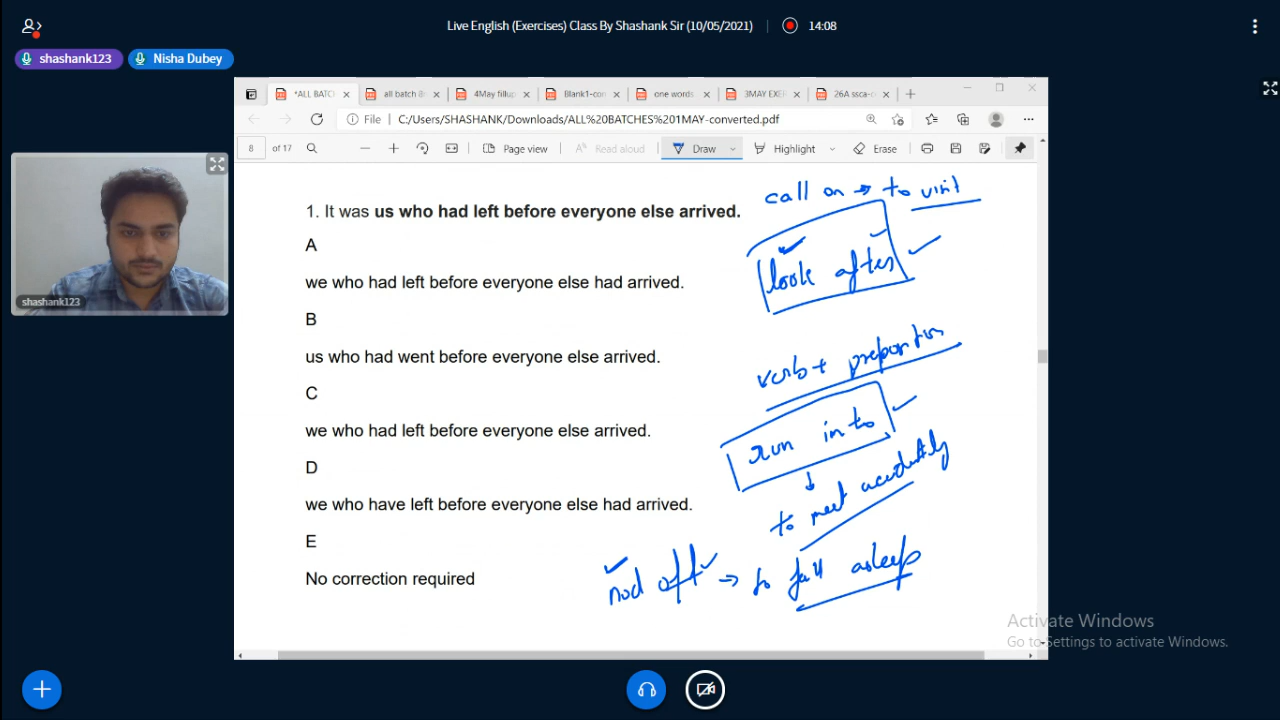 Live English (Exercises) Class By Shashank Sir (10/05/2021)
14:08
shashank123
Nisha Dubey
*ALL BATCH
all batch 8
4May fillup
Blank1-con
one words
3MAY EXER
26A ssca-c
File
C:/Users/SHASHANK/Downloads/ALL%20BATCHES%201MAY-converted.pdf
8 of 17
Page view
Read aloud
Draw
Highlight
Erase
shashank123
1. It was us who had left before everyone else arrived.
A
we who had left before everyone else had arrived.
B
us who had went before everyone else arrived.
C
we who had left before everyone else arrived.
D
we who have left before everyone else had arrived.
E
No correction required
call on → to visit
look after
verb + preposition
run into
to meet accidently
nod off → to fall asleep
Activate Windows
Go to Settings to activate Windows.